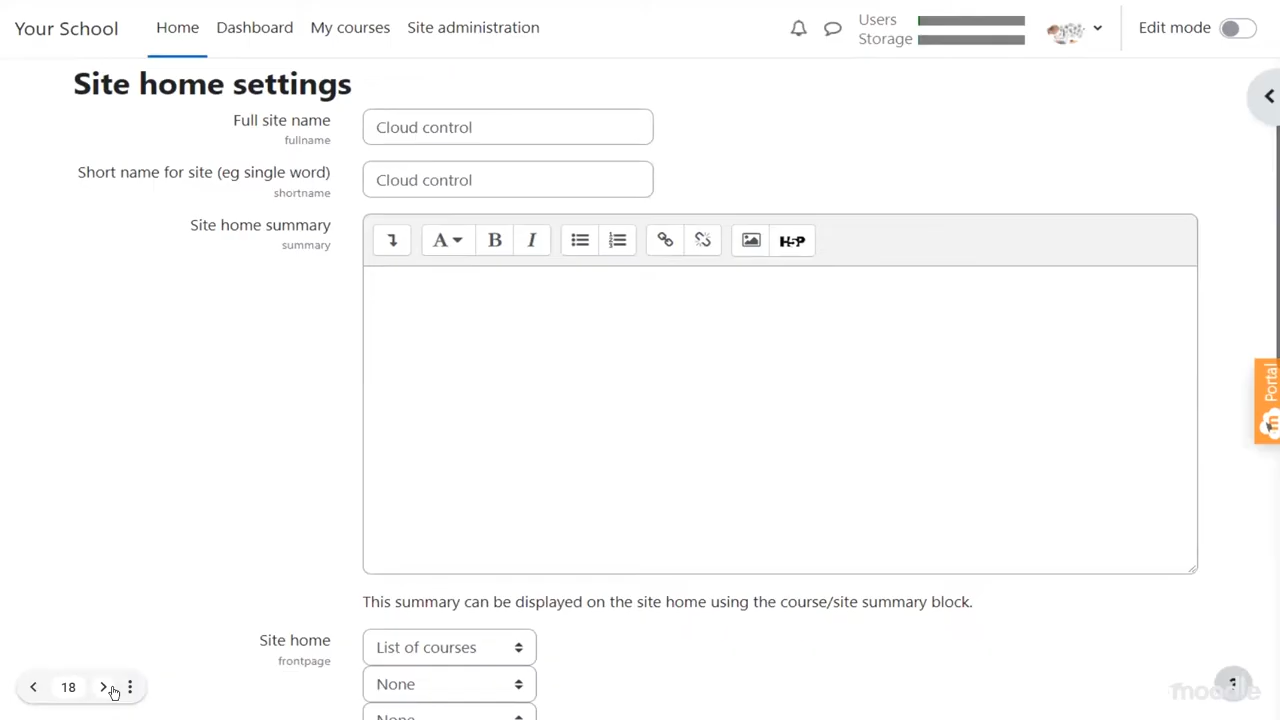 Your School
Home
Dashboard
My courses
Site administration
Users
Storage
Edit mode
Site home settings
Full site name
fullname
Cloud control
Short name for site (eg single word)
shortname
Cloud control
Site home summary
summary
A
B
I
H5P
This summary can be displayed on the site home using the course/site summary block.
Site home
frontpage
List of courses
None
None
Portal
18
moodle